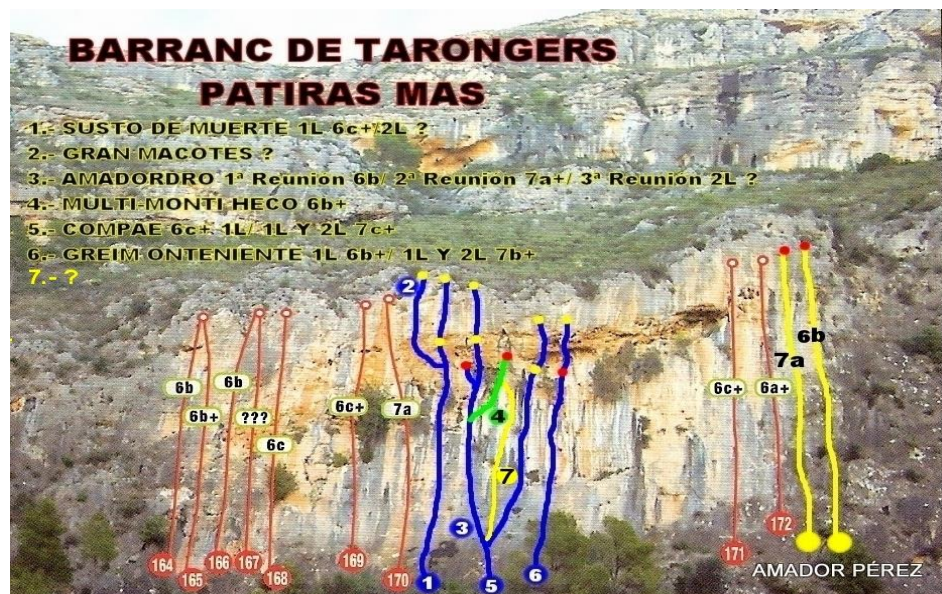 BARRANC DE TARONGERS
PATIRAS MAS
1.- SUSTO DE MUERTE 1L 6c+/2L ?
2.- GRAN MACOTES ?
3.- AMADORDRO 1ª Reunión 6b/ 2ª Reunión 7a+/ 3ª Reunión 2L ?
4.- MULTI-MONTI HECO 6b+
5.- COMPAE 6c+ 1L/ 1L Y 2L 7c+
6.- GREIM ONTENIENTE 1L 6b+/ 1L Y 2L 7b+
7.- ?
2
6b
7a
6b
6b
6c+
6a+
6b+
???
6c+
7a
4
6c
7
3
172
164
165
166
167
168
169
170
1
5
6
171
AMADOR PÉREZ